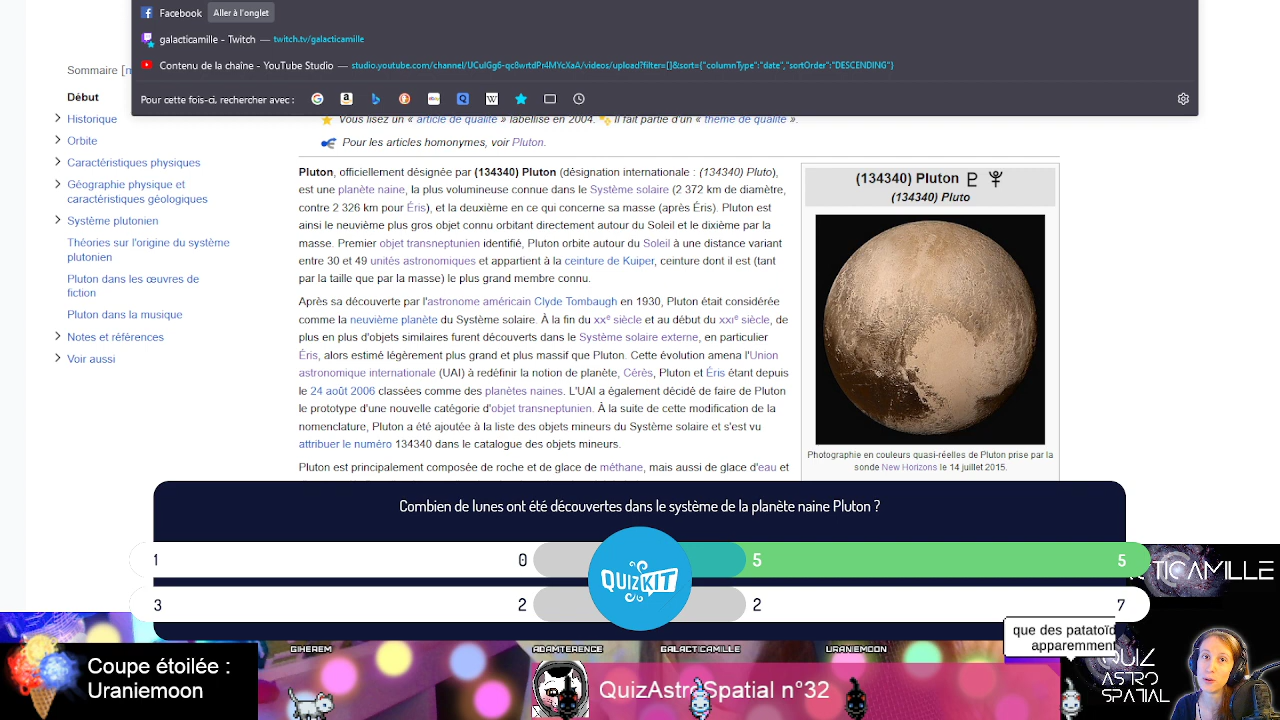 Facebook Aller à l'onglet
galacticamille - Twitch — twitch.tv/galacticamille
Contenu de la chaîne - YouTube Studio — studio.youtube.com/channel/UCuIGg6-qc8wrtdPr4MYcXaA/videos/upload?filter=[]&sort={"columnType":"date","sortOrder":"DESCENDING"}
Pour cette fois-ci, rechercher avec :
Sommaire
Début
Historique
Orbite
Caractéristiques physiques
Géographie physique et
caractéristiques géologiques
Système plutonien
Théories sur l'origine du système
plutonien
Pluton dans les œuvres de
fiction
Pluton dans la musique
Notes et références
Voir aussi
Vous lisez un « article de qualité » labellisé en 2004. Il fait partie d'un « thème de qualité ».
Pour les articles homonymes, voir Pluton.
Pluton, officiellement désignée par (134340) Pluton (désignation internationale : (134340) Pluto),
est une planète naine, la plus volumineuse connue dans le Système solaire (2 372 km de diamètre,
contre 2 326 km pour Éris), et la deuxième en ce qui concerne sa masse (après Éris). Pluton est
ainsi le neuvième plus gros objet connu orbitant directement autour du Soleil et le dixième par la
masse. Premier objet transneptunien identifié, Pluton orbite autour du Soleil à une distance variant
entre 30 et 49 unités astronomiques et appartient à la ceinture de Kuiper, ceinture dont il est (tant
par la taille que par la masse) le plus grand membre connu.
Après sa découverte par l'astronome américain Clyde Tombaugh en 1930, Pluton était considérée
comme la neuvième planète du Système solaire. À la fin du XXe siècle et au début du XXIe siècle, de
plus en plus d'objets similaires furent découverts dans le Système solaire externe, en particulier
Éris, alors estimé légèrement plus grand et plus massif que Pluton. Cette évolution amena l'Union
astronomique internationale (UAI) à redéfinir la notion de planète, Cérès, Pluton et Éris étant depuis
le 24 août 2006 classées comme des planètes naines. L'UAI a également décidé de faire de Pluton
le prototype d'une nouvelle catégorie d'objet transneptunien. À la suite de cette modification de la
nomenclature, Pluton a été ajoutée à la liste des objets mineurs du Système solaire et s'est vu
attribuer le numéro 134340 dans le catalogue des objets mineurs.
Pluton est principalement composée de roche et de glace de méthane, mais aussi de glace d'eau et
(134340) Pluton
(134340) Pluto
Photographie en couleurs quasi-réelles de Pluton prise par la
sonde New Horizons le 14 juillet 2015.
Combien de lunes ont été découvertes dans le système de la planète naine Pluton ?
1 0 5 5
QUIZKIT
3 2 2 7
TICAMILLE
que des patatoïd
apparemment
GIHEREM ADAMTERENCE GALACTICAMILLE URANIEMOON
Coupe étoilée :
Uraniemoon
QuizAstroSpatial n°32
QUIZ
ASTRO
SPATIAL